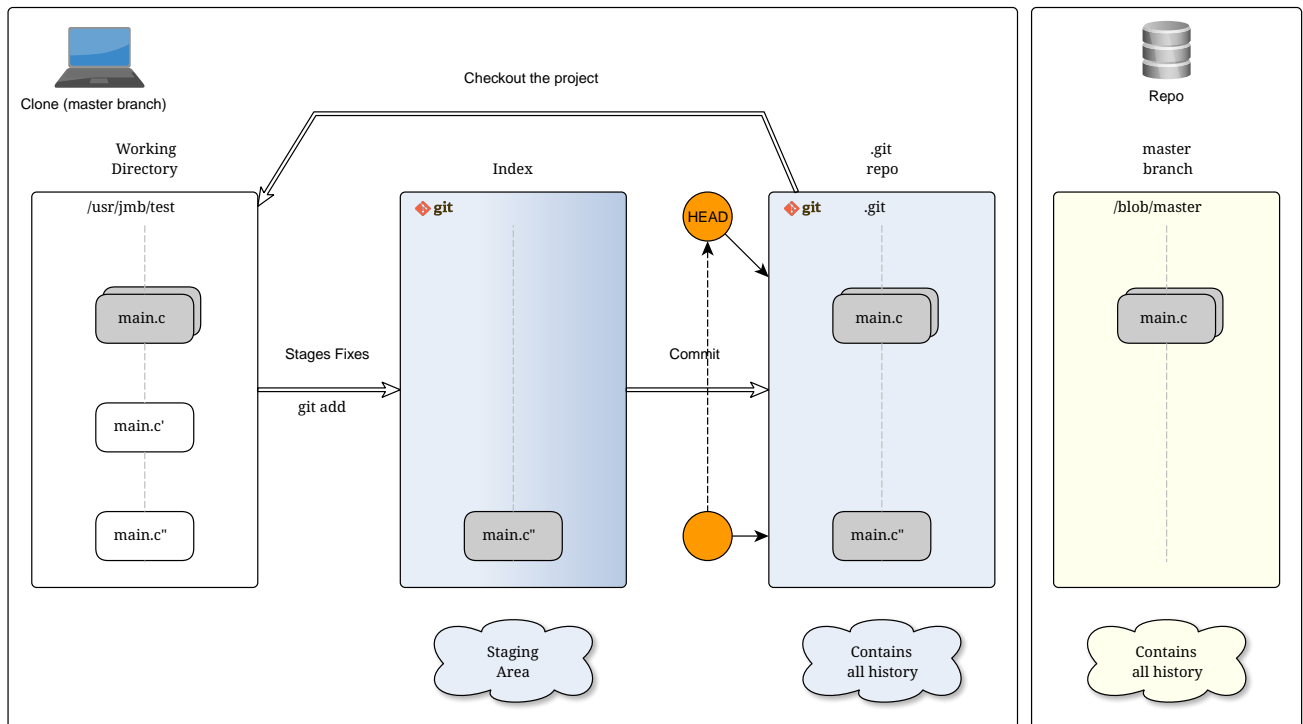 Clone (master branch)
Checkout the project
Repo
Working
Directory
Index
.git
repo
master
branch
/usr/jmb/test
git
HEAD
git
.git
/blob/master
main.c
main.c
main.c
Stages Fixes
Commit
git add
main.c'
main.c"
main.c"
main.c"
Staging
Area
Contains
all history
Contains
all history